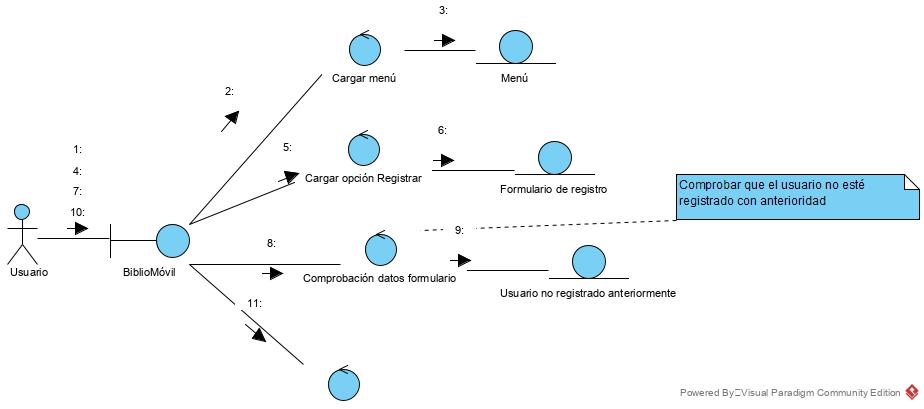 3:
Cargar menú
Menú
2:
1:
4:
7:
10:
5:
6:
Cargar opción Registrar
Formulario de registro
Comprobar que el usuario no esté
registrado con anterioridad
Usuario
BiblioMóvil
8:
9:
Comprobación datos formulario
Usuario no registrado anteriormente
11:
Powered By Visual Paradigm Community Edition